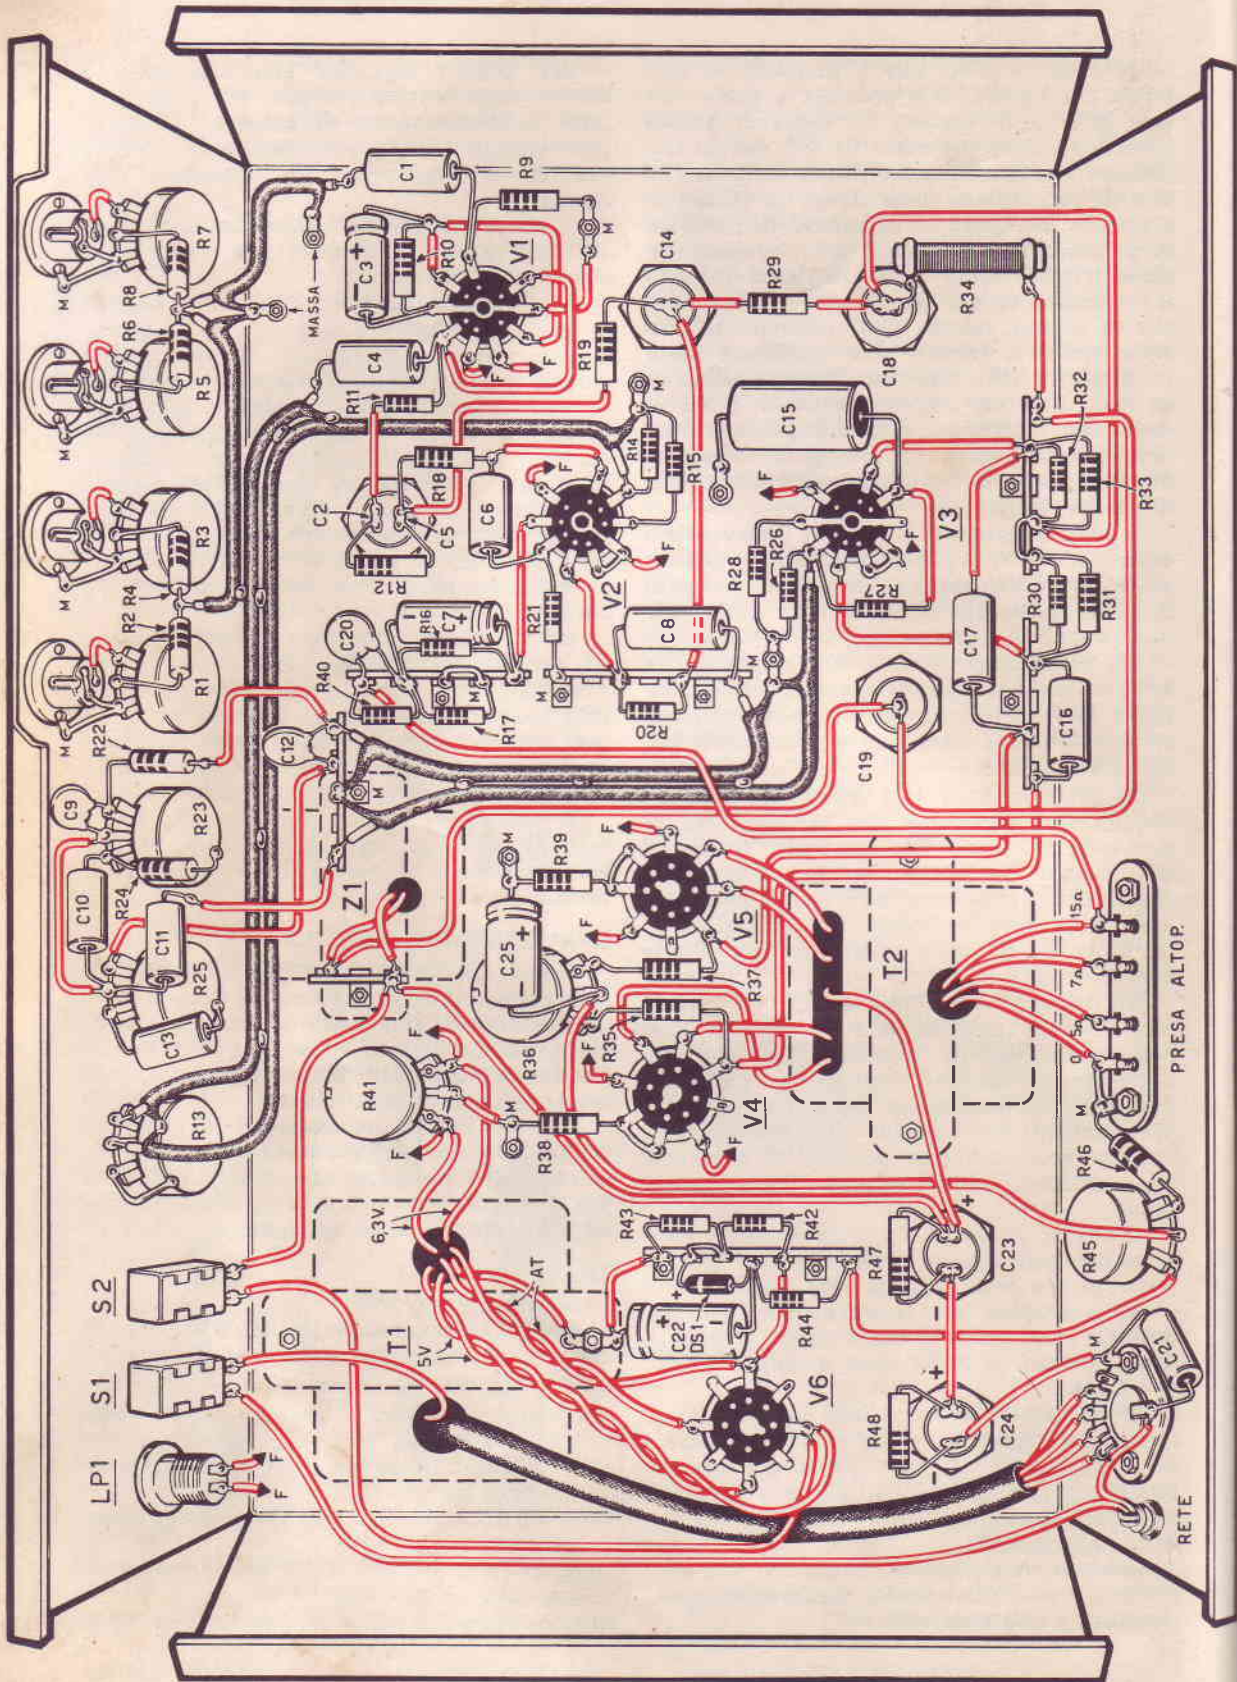 LP1
S1
S2
C10
C9
M
M
M
M
R24
R22
R2
R4
R6
R8
C13
C11
R13
R25
R23
R1
R3
R5
R7
F
F
C12
MASSA
Z1
M
R40
C20
R12
C2
R11
C4
C3
C1
6,3V.
R41
F
F
T1
5V
R16
C7
M
R17
C5
R18
R10
V1
F
F
R9
AT
M
R36
C25
M
R39
C6
F
R38
R35
F
F
M
R21
R19
M
R43
R37
V5
F
V2
F
R14
M
C14
C22
DS1
+
−
R42
R44
V4
F
R20
C8
R15
M
R28
R26
C15
R29
V6
F
F
R27
V3
R48
R47
C19
C18
T2
C17
R34
C24
+
C23
+
R30
R32
C16
R31
R33
R45
R46
M
0
5Ω
7Ω
15Ω
M
C21
RETE
PRESA ALTOP.